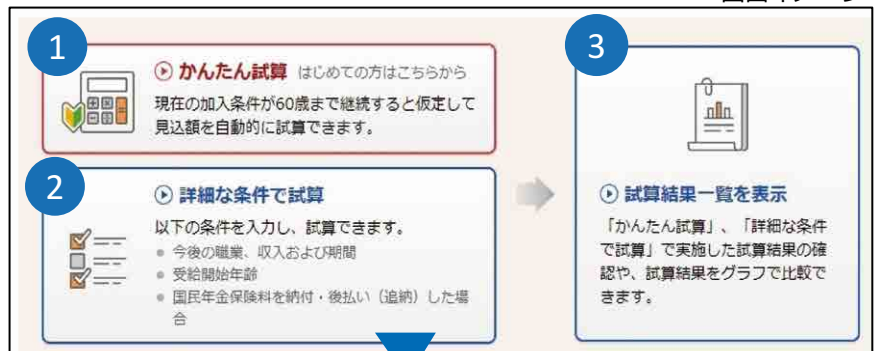 1
かんたん試算 はじめての方はこちらから
現在の加入条件が60歳まで継続すると仮定して
見込額を自動的に試算できます。
2
詳細な条件で試算
以下の条件を入力し、試算できます。
今後の職業、収入および期間
受給開始年齢
国民年金保険料を納付・後払い（追納）した場
合
3
試算結果一覧を表示
「かんたん試算」、「詳細な条件
で試算」で実施した試算結果の確
認や、試算結果をグラフで比較で
きます。